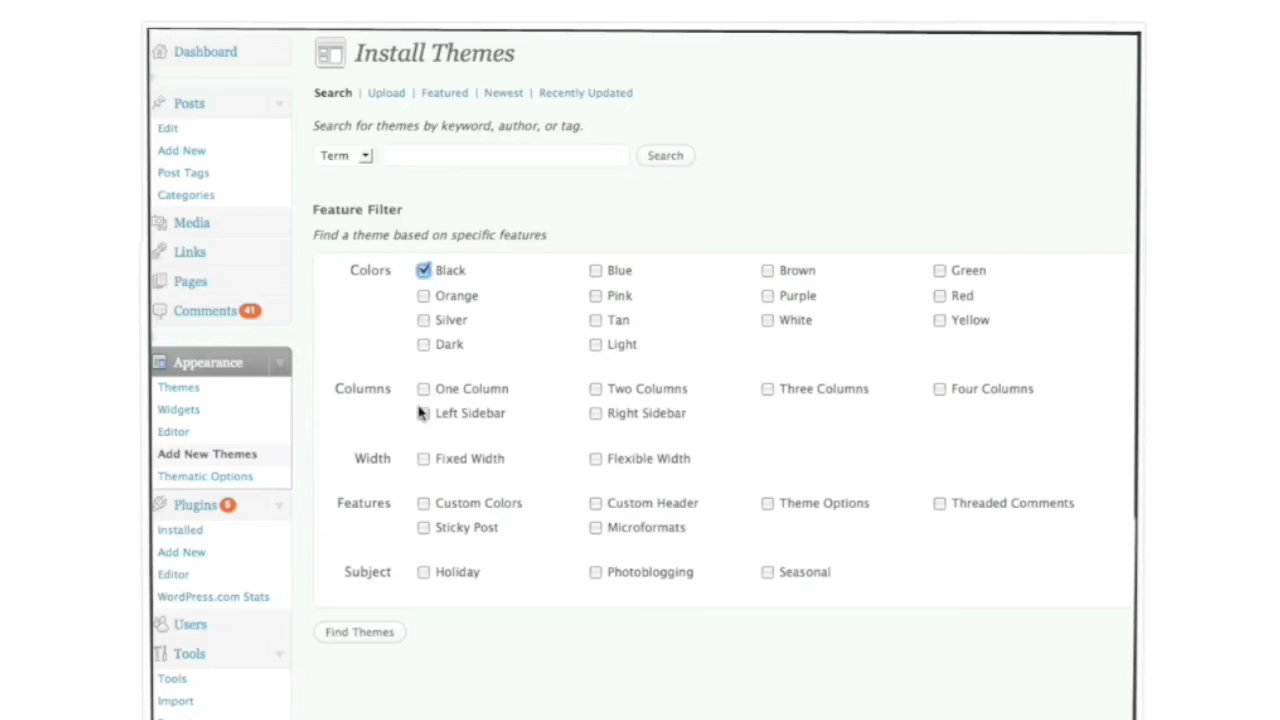 Dashboard
Posts
Edit
Add New
Post Tags
Categories
Media
Links
Pages
Comments 41
Appearance
Themes
Widgets
Editor
Add New Themes
Thematic Options
Plugins 5
Installed
Add New
Editor
WordPress.com Stats
Users
Tools
Tools
Import
Install Themes
Search | Upload | Featured | Newest | Recently Updated
Search for themes by keyword, author, or tag.
Term Search
Feature Filter
Find a theme based on specific features
Colors Black Blue Brown Green
Orange Pink Purple Red
Silver Tan White Yellow
Dark Light
Columns One Column Two Columns Three Columns Four Columns
Left Sidebar Right Sidebar
Width Fixed Width Flexible Width
Features Custom Colors Custom Header Theme Options Threaded Comments
Sticky Post Microformats
Subject Holiday Photoblogging Seasonal
Find Themes